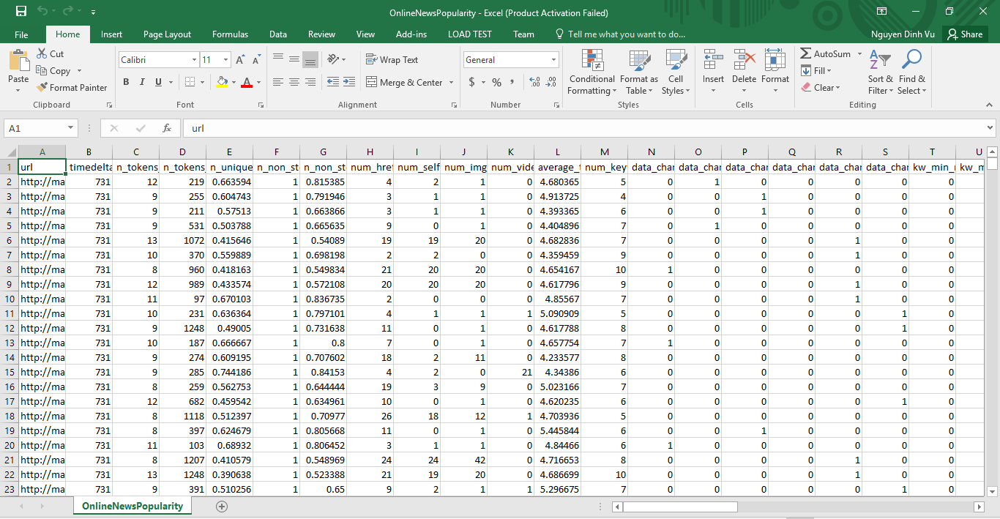 OnlineNewsPopularity - Excel (Product Activation Failed)
File Home Insert Page Layout Formulas Data Review View Add-ins LOAD TEST Team Tell me what you want to do... Nguyen Dinh Vu Share
Cut
Copy
Format Painter
Paste
Clipboard
Calibri 11
B I U
Font
Wrap Text
Merge & Center
Alignment
General
$ % ,
Number
Conditional Formatting
Format as Table
Cell Styles
Styles
Insert Delete Format
Cells
AutoSum
Fill
Clear
Sort & Filter
Find & Select
Editing
A1 fx url
A B C D E F G H I J K L M N O P Q R S T U
1 url timedelta n_tokens_ n_tokens_ n_unique n_non_st n_non_st num_href num_self num_img num_vide average_t num_key data_char data_char data_char data_char data_char data_char kw_min_ kw_m
2 http://ma 731 12 219 0.663594 1 0.815385 4 2 1 0 4.680365 5 0 1 0 0 0 0 0
3 http://ma 731 9 255 0.604743 1 0.791946 3 1 1 0 4.913725 4 0 0 1 0 0 0 0
4 http://ma 731 9 211 0.57513 1 0.663866 3 1 1 0 4.393365 6 0 0 1 0 0 0 0
5 http://ma 731 9 531 0.503788 1 0.665635 9 0 1 0 4.404896 7 0 1 0 0 0 0 0
6 http://ma 731 13 1072 0.415646 1 0.54089 19 19 20 0 4.682836 7 0 0 0 0 1 0 0
7 http://ma 731 10 370 0.559889 1 0.698198 2 2 0 0 4.359459 9 0 0 0 0 1 0 0
8 http://ma 731 8 960 0.418163 1 0.549834 21 20 20 0 4.654167 10 1 0 0 0 0 0 0
9 http://ma 731 12 989 0.433574 1 0.572108 20 20 20 0 4.617796 9 0 0 0 0 1 0 0
10 http://ma 731 11 97 0.670103 1 0.836735 2 0 0 0 4.85567 7 0 0 0 0 1 0 0
11 http://ma 731 10 231 0.636364 1 0.797101 4 1 1 1 5.090909 5 0 0 0 0 0 1 0
12 http://ma 731 9 1248 0.49005 1 0.731638 11 0 1 0 4.617788 8 0 0 0 0 0 1 0
13 http://ma 731 10 187 0.666667 1 0.8 7 0 1 0 4.657754 7 1 0 0 0 0 0 0
14 http://ma 731 9 274 0.609195 1 0.707602 18 2 11 0 4.233577 8 0 0 0 0 0 0 0
15 http://ma 731 9 285 0.744186 1 0.84153 4 2 0 21 4.34386 6 0 0 0 0 0 0 0
16 http://ma 731 8 259 0.562753 1 0.644444 19 3 9 0 5.023166 7 0 0 0 0 0 0 0
17 http://ma 731 12 682 0.459542 1 0.634961 10 0 1 0 4.620235 6 0 0 0 0 0 1 0
18 http://ma 731 8 1118 0.512397 1 0.70977 26 18 12 1 4.703936 5 0 0 0 0 0 0 0
19 http://ma 731 8 397 0.624679 1 0.805668 11 0 1 0 5.445844 6 0 0 1 0 0 0 0
20 http://ma 731 11 103 0.68932 1 0.806452 3 1 1 0 4.84466 6 1 0 0 0 0 0 0
21 http://ma 731 8 1207 0.410579 1 0.548969 24 24 42 0 4.716653 8 0 0 0 0 1 0 0
22 http://ma 731 13 1248 0.390638 1 0.523388 21 19 20 0 4.686699 10 0 0 0 0 1 0 0
23 http://ma 731 9 391 0.510256 1 0.65 9 2 1 1 5.296675 7 0 0 0 0 0 1 0
OnlineNewsPopularity